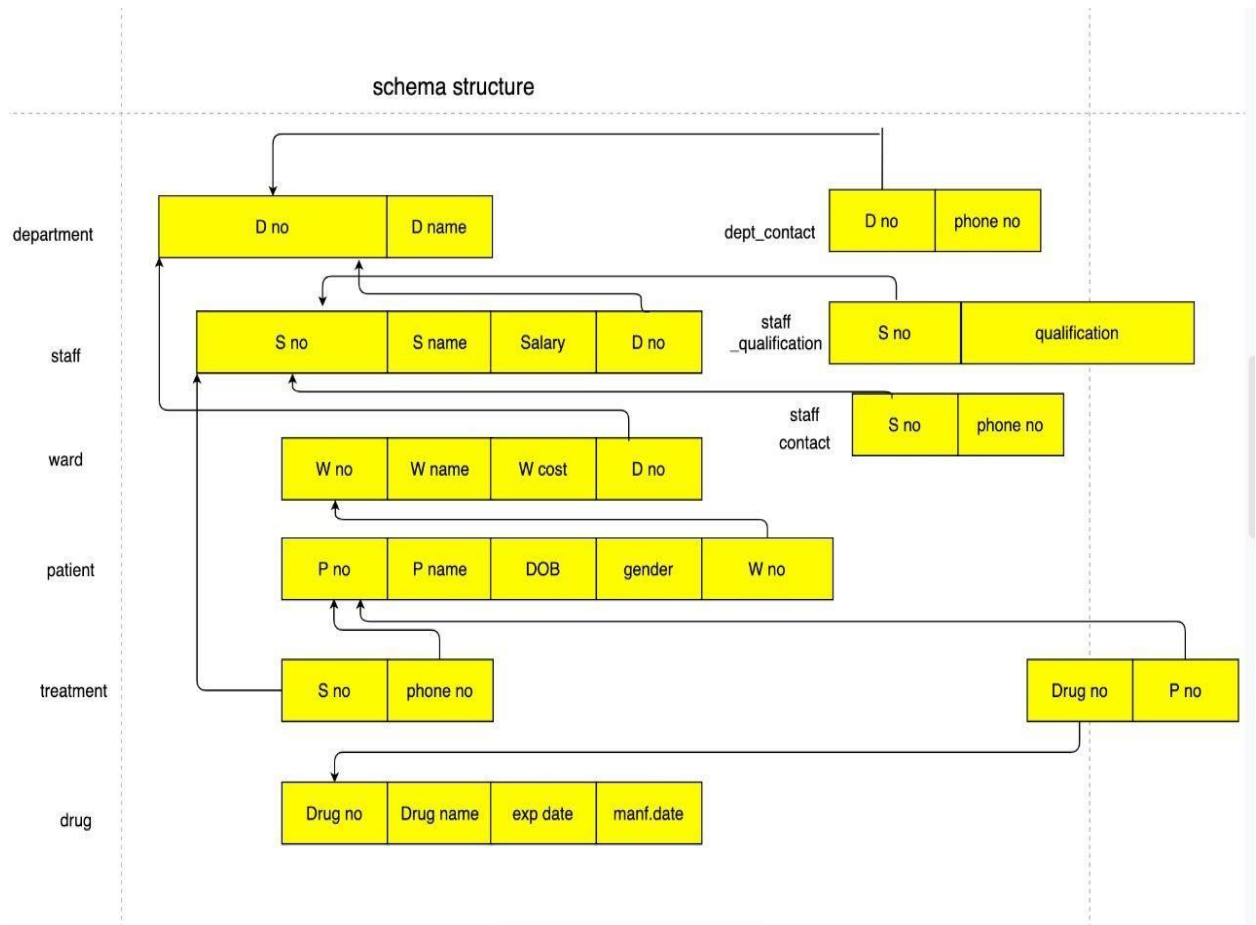 schema structure
department
D no
D name
dept_contact
D no
phone no
staff
S no
S name
Salary
D no
staff
_qualification
S no
qualification
staff
contact
S no
phone no
ward
W no
W name
W cost
D no
patient
P no
P name
DOB
gender
W no
treatment
S no
phone no
Drug no
P no
drug
Drug no
Drug name
exp date
manf.date